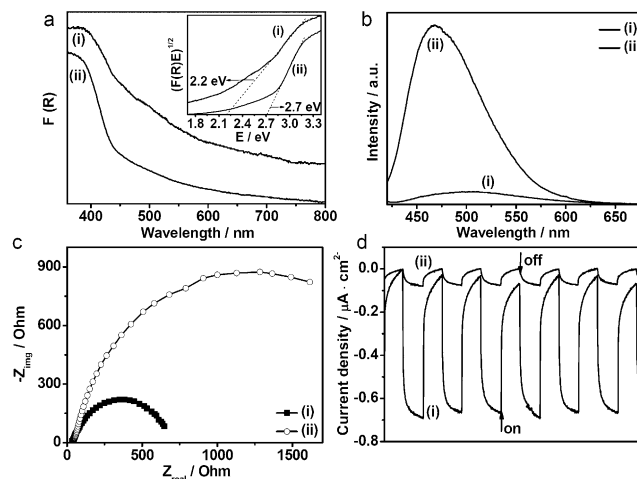 a
(i)
(ii)
F (R)
400 500 600 700 800
Wavelength / nm
(F(R)E)^1/2
(i)
(ii)
2.2 eV
2.7 eV
1.8 2.1 2.4 2.7 3.0 3.3
E / eV
b
(i)
(ii)
(ii)
(i)
Intensity / a.u.
450 500 550 600 650
Wavelength / nm
c
-Z_img / Ohm
900
600
300
0
0 500 1000 1500
Z_real / Ohm
(i)
(ii)
d
(ii)
off
(i)
on
Current density / μA · cm²⁻
0.0
-0.2
-0.4
-0.6
-0.8